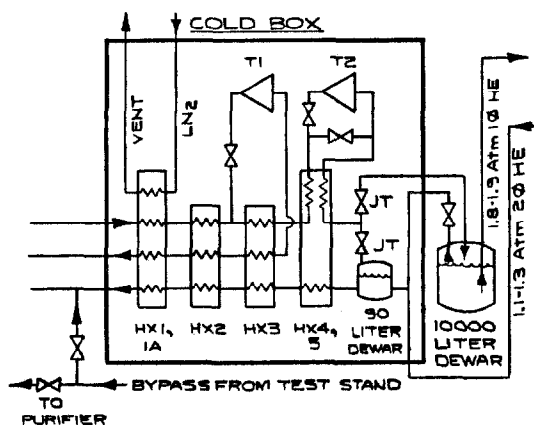 COLD BOX
VENT
LN2
T1
T2
JT
JT
HX1,
1A
HX2
HX3
HX4,
5
90
LITER
DEWAR
10000
LITER
DEWAR
1.8-1.9 Atm 1Ø HE
1.1-1.3 Atm 2Ø HE
BYPASS FROM TEST STAND
TO
PURIFIER